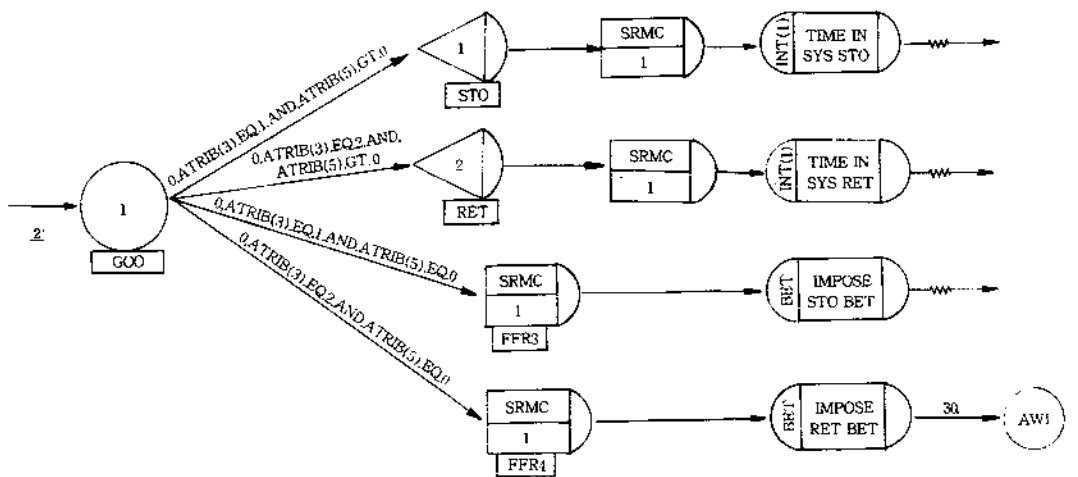 0,ATRIB(3).EQ.1.AND.ATRIB(5).GT.0
1
STO
SRMC
1
INT(1)
TIME IN
SYS STO
0,ATRIB(3).EQ.2.AND.
ATRIB(5).GT.0
2
RET
SRMC
1
INT(1)
TIME IN
SYS RET
2
1
GOO
0,ATRIB(3).EQ.1.AND.ATRIB(5).EQ.0
SRMC
1
FFR3
BET
IMPOSE
STO BET
0,ATRIB(3).EQ.2.AND.ATRIB(5).EQ.0
SRMC
1
FFR4
BET
IMPOSE
RET BET
30.